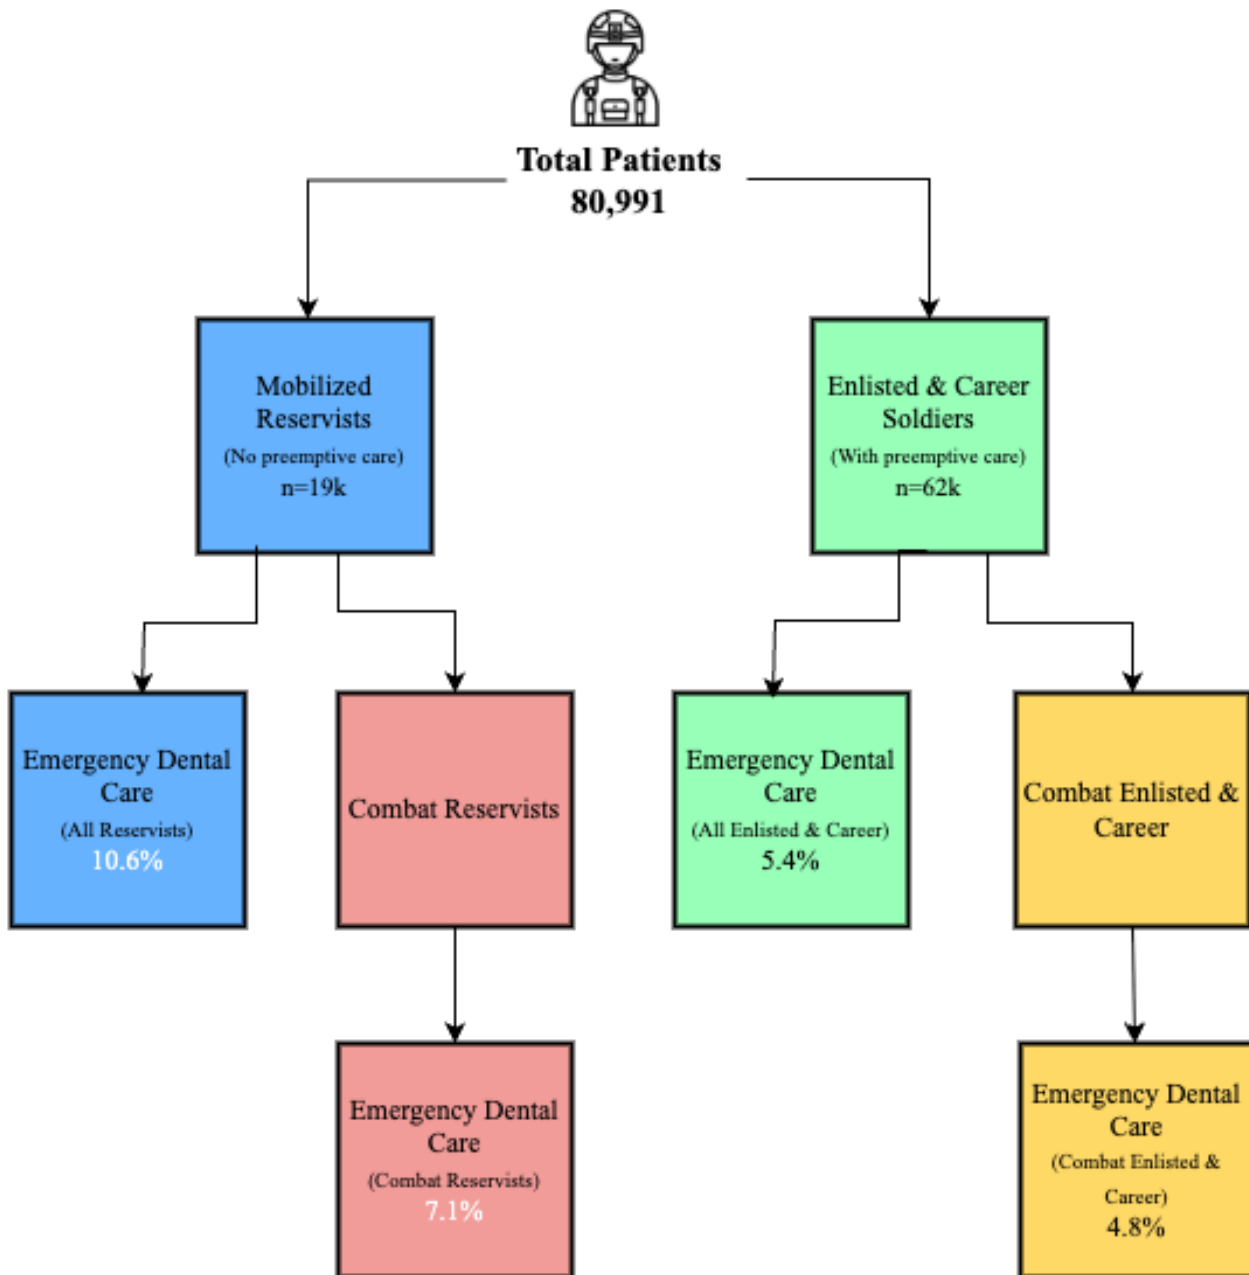 Total Patients
80,991
Mobilized
Reservists
(No preemptive care)
n=19k
Enlisted & Career
Soldiers
(With preemptive care)
n=62k
Emergency Dental
Care
(All Reservists)
10.6%
Combat Reservists
Emergency Dental
Care
(All Enlisted & Career)
5.4%
Combat Enlisted &
Career
Emergency Dental
Care
(Combat Reservists)
7.1%
Emergency Dental
Care
(Combat Enlisted &
Career)
4.8%